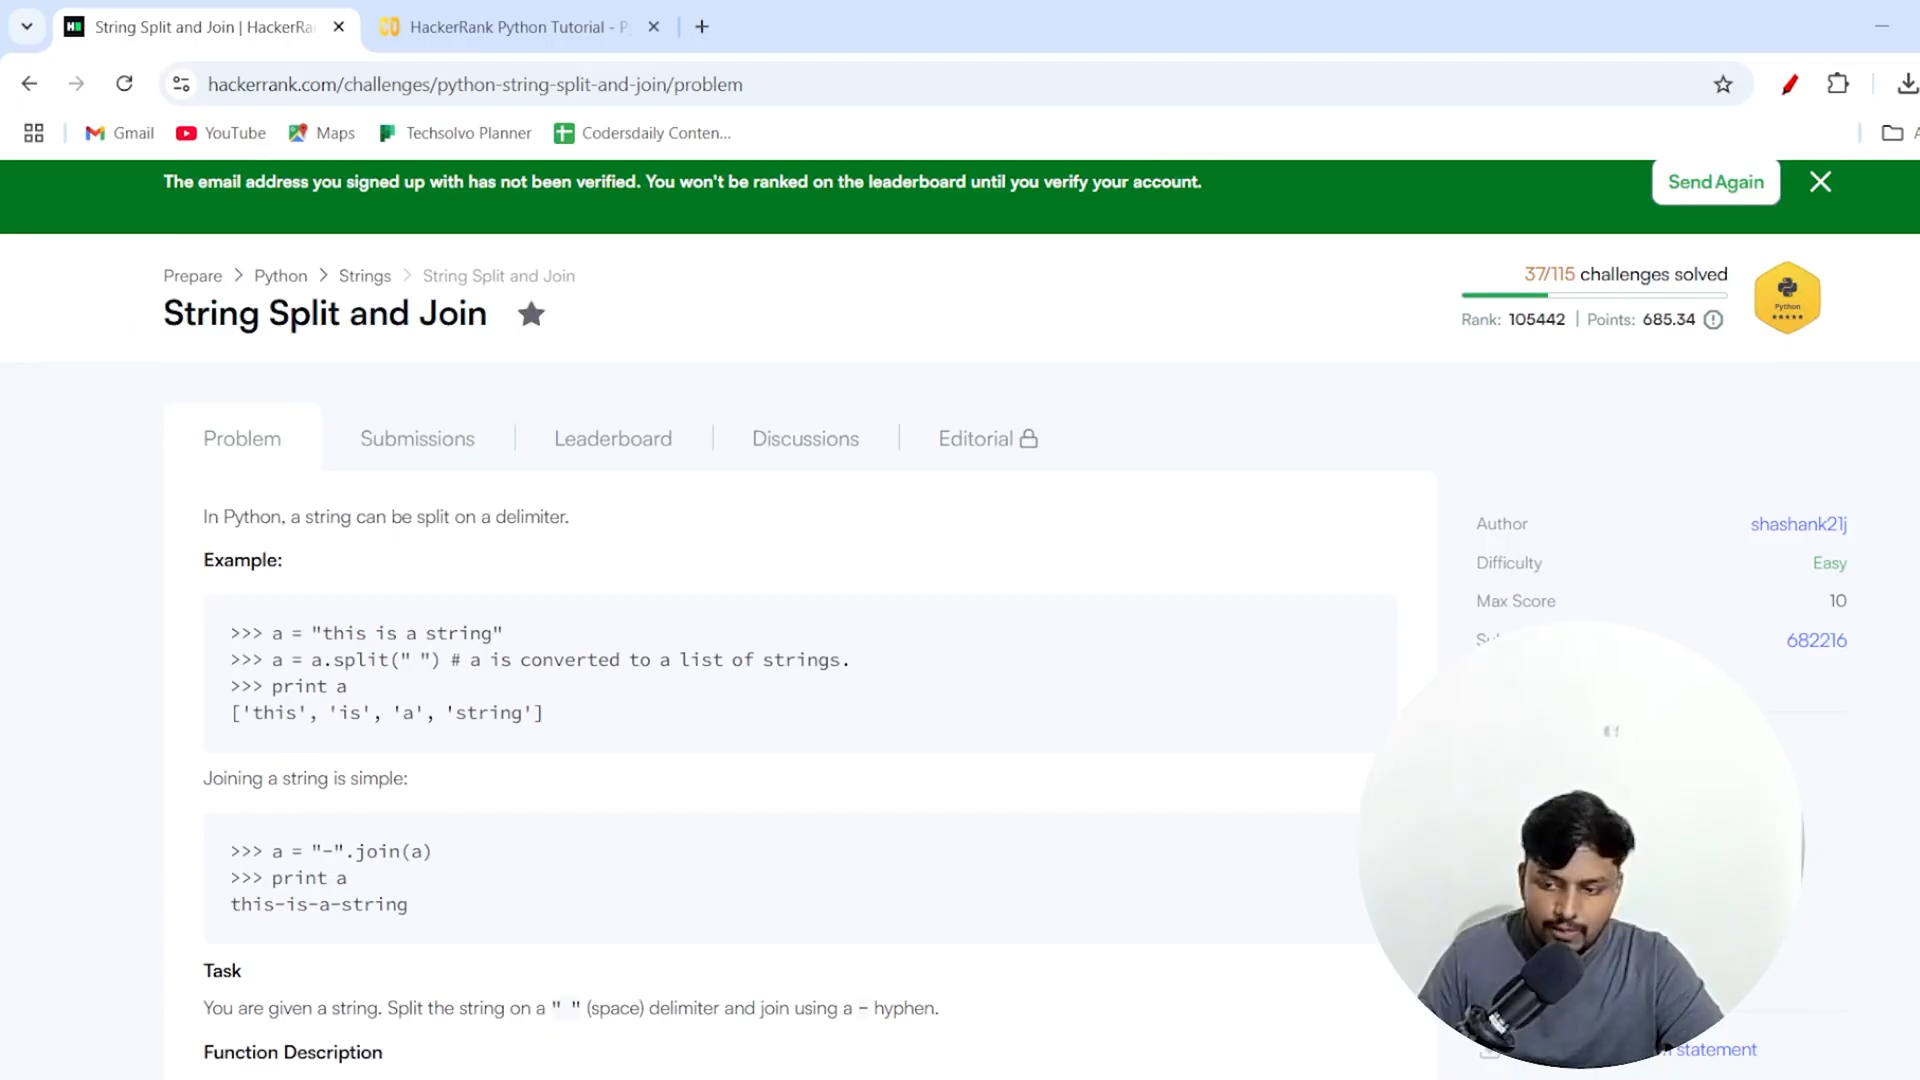 String Split and Join | HackerRa
HackerRank Python Tutorial - P
hackerrank.com/challenges/python-string-split-and-join/problem
Gmail
YouTube
Maps
Techsolvo Planner
Codersdaily Conten...
The email address you signed up with has not been verified. You won't be ranked on the leaderboard until you verify your account.
Send Again
Prepare > Python > Strings > String Split and Join
37/115 challenges solved
String Split and Join
Rank: 105442 | Points: 685.34
Python
Problem
Submissions
Leaderboard
Discussions
Editorial
In Python, a string can be split on a delimiter.
Example:
>>> a = "this is a string"
>>> a = a.split(" ") # a is converted to a list of strings.
>>> print a
['this', 'is', 'a', 'string']
Joining a string is simple:
>>> a = "-".join(a)
>>> print a
this-is-a-string
Task
You are given a string. Split the string on a " " (space) delimiter and join using a - hyphen.
Function Description
Author
shashank21j
Difficulty
Easy
Max Score
10
682216
statement